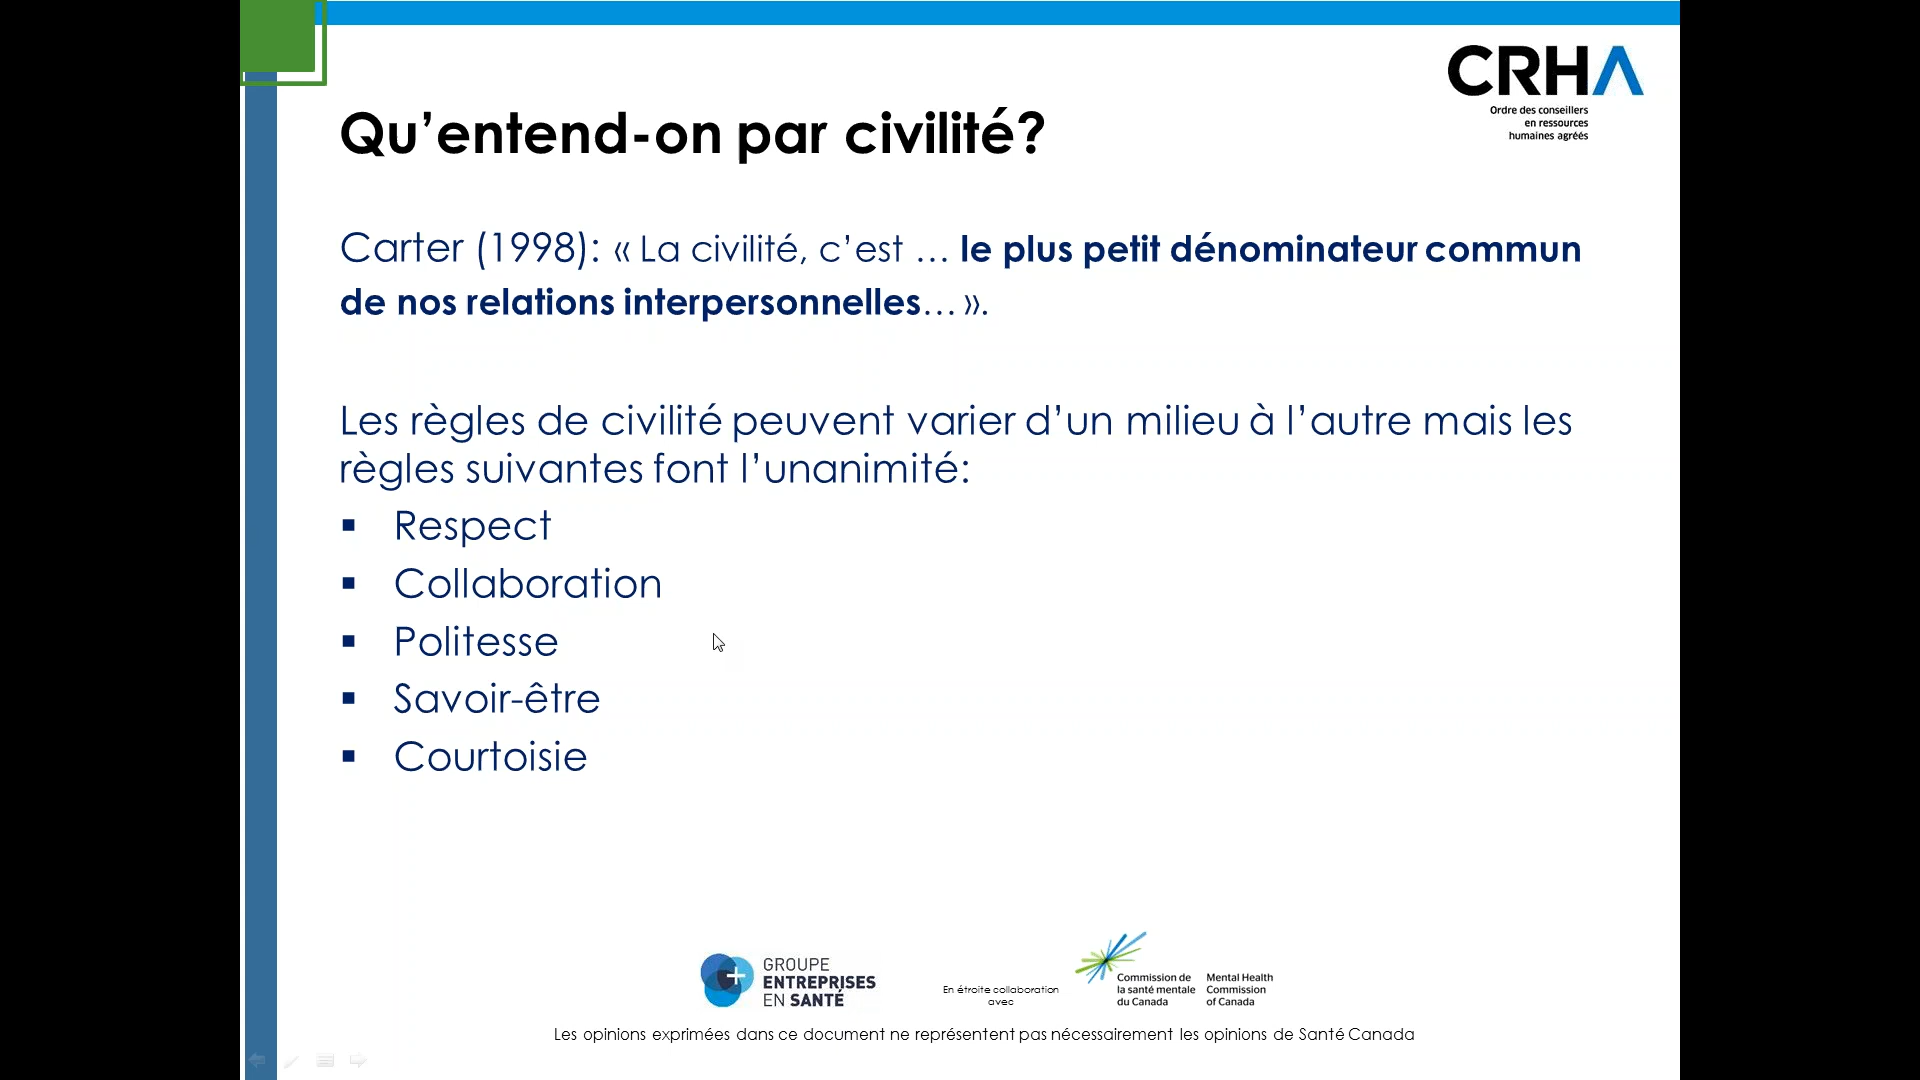 CRHA
Ordre des conseillers
en ressources
humaines agréés
Qu’entend-on par civilité?
Carter (1998): « La civilité, c’est … le plus petit dénominateur commun
de nos relations interpersonnelles… ».
Les règles de civilité peuvent varier d’un milieu à l’autre mais les
règles suivantes font l’unanimité:
▪ Respect
▪ Collaboration
▪ Politesse
▪ Savoir-être
▪ Courtoisie
GROUPE
ENTREPRISES
EN SANTÉ
En étroite collaboration
avec
Commission de
la santé mentale
du Canada
Mental Health
Commission
of Canada
Les opinions exprimées dans ce document ne représentent pas nécessairement les opinions de Santé Canada